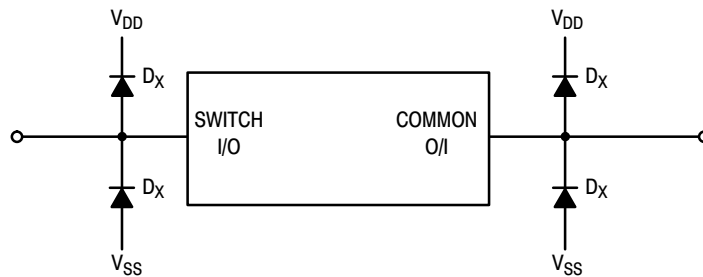 VDD
VDD
DX
DX
SWITCH
I/O
COMMON
O/I
DX
DX
VSS
VSS